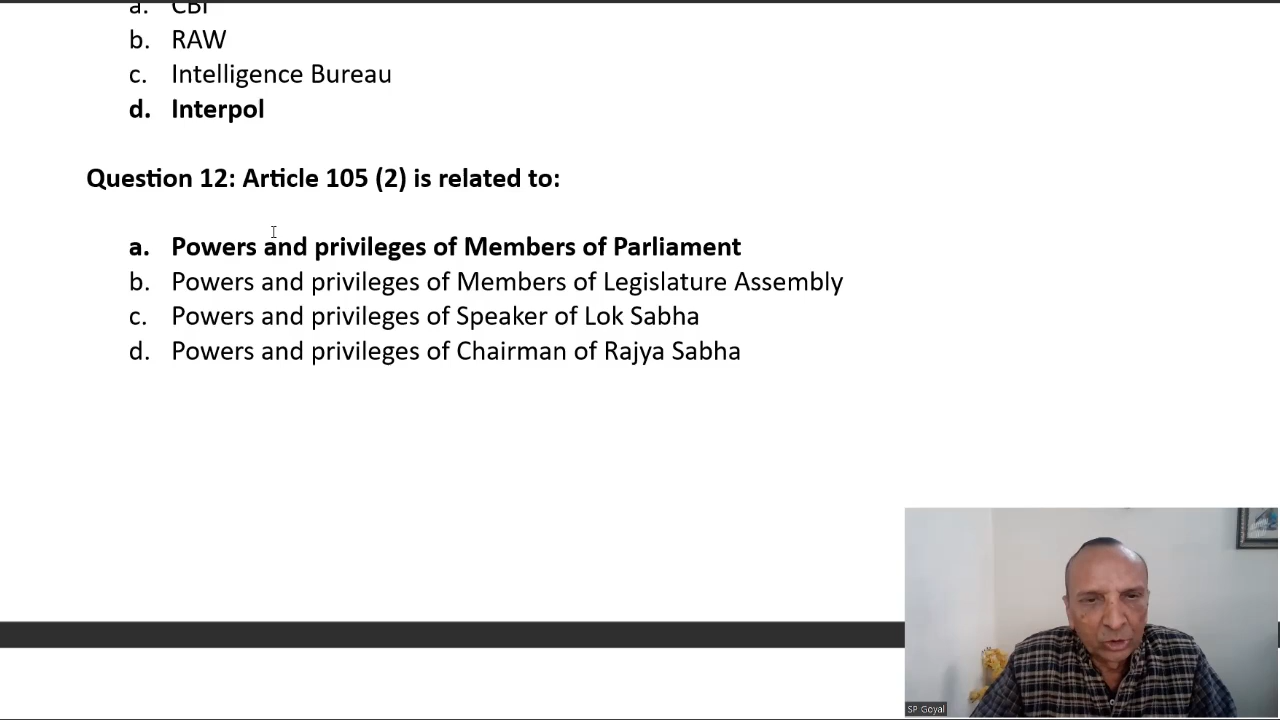 a. CBI
b. RAW
c. Intelligence Bureau
d. Interpol
Question 12: Article 105 (2) is related to:
a. Powers and privileges of Members of Parliament
b. Powers and privileges of Members of Legislature Assembly
c. Powers and privileges of Speaker of Lok Sabha
d. Powers and privileges of Chairman of Rajya Sabha
SP Goyal